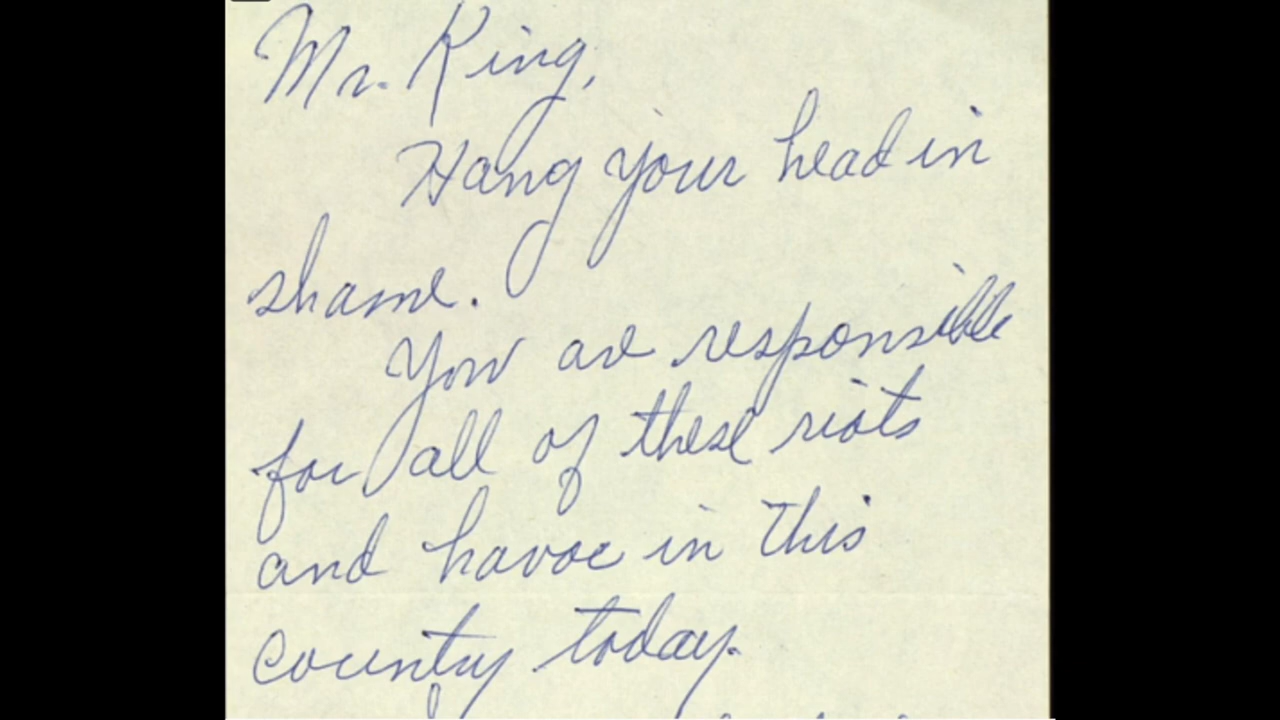 Mr. King,
Hang your head in
shame.
You are responsible
for all of these riots
and havoc in this
country today.